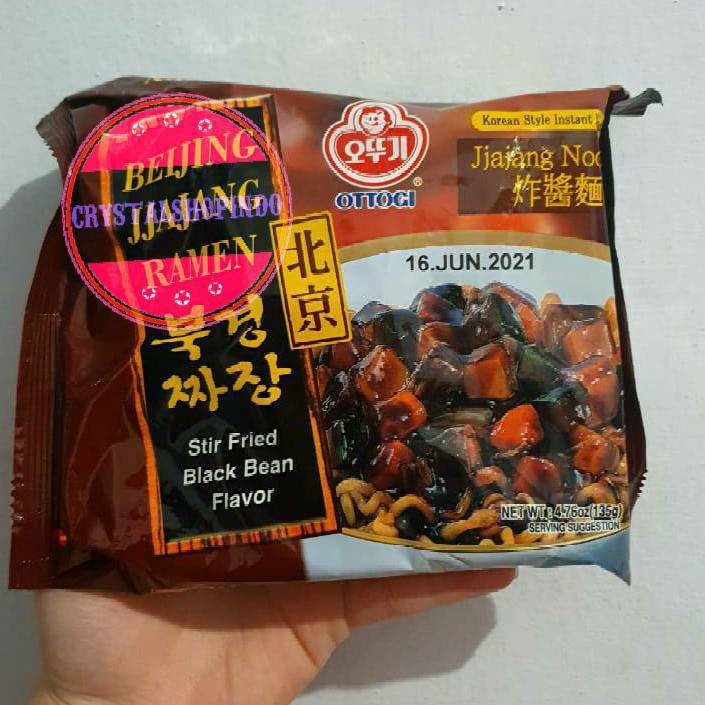 BEIJING
JJAJANG
RAMEN
CRYSTALSHOPINDO
북경
짜장
北京
Stir Fried
Black Bean
Flavor
오뚜기
OTTOGI
®
Korean Style Instant
Jjajang Noo
炸醬麵
16.JUN.2021
NET WT: 4.76oz(135g)
SERVING SUGGESTION